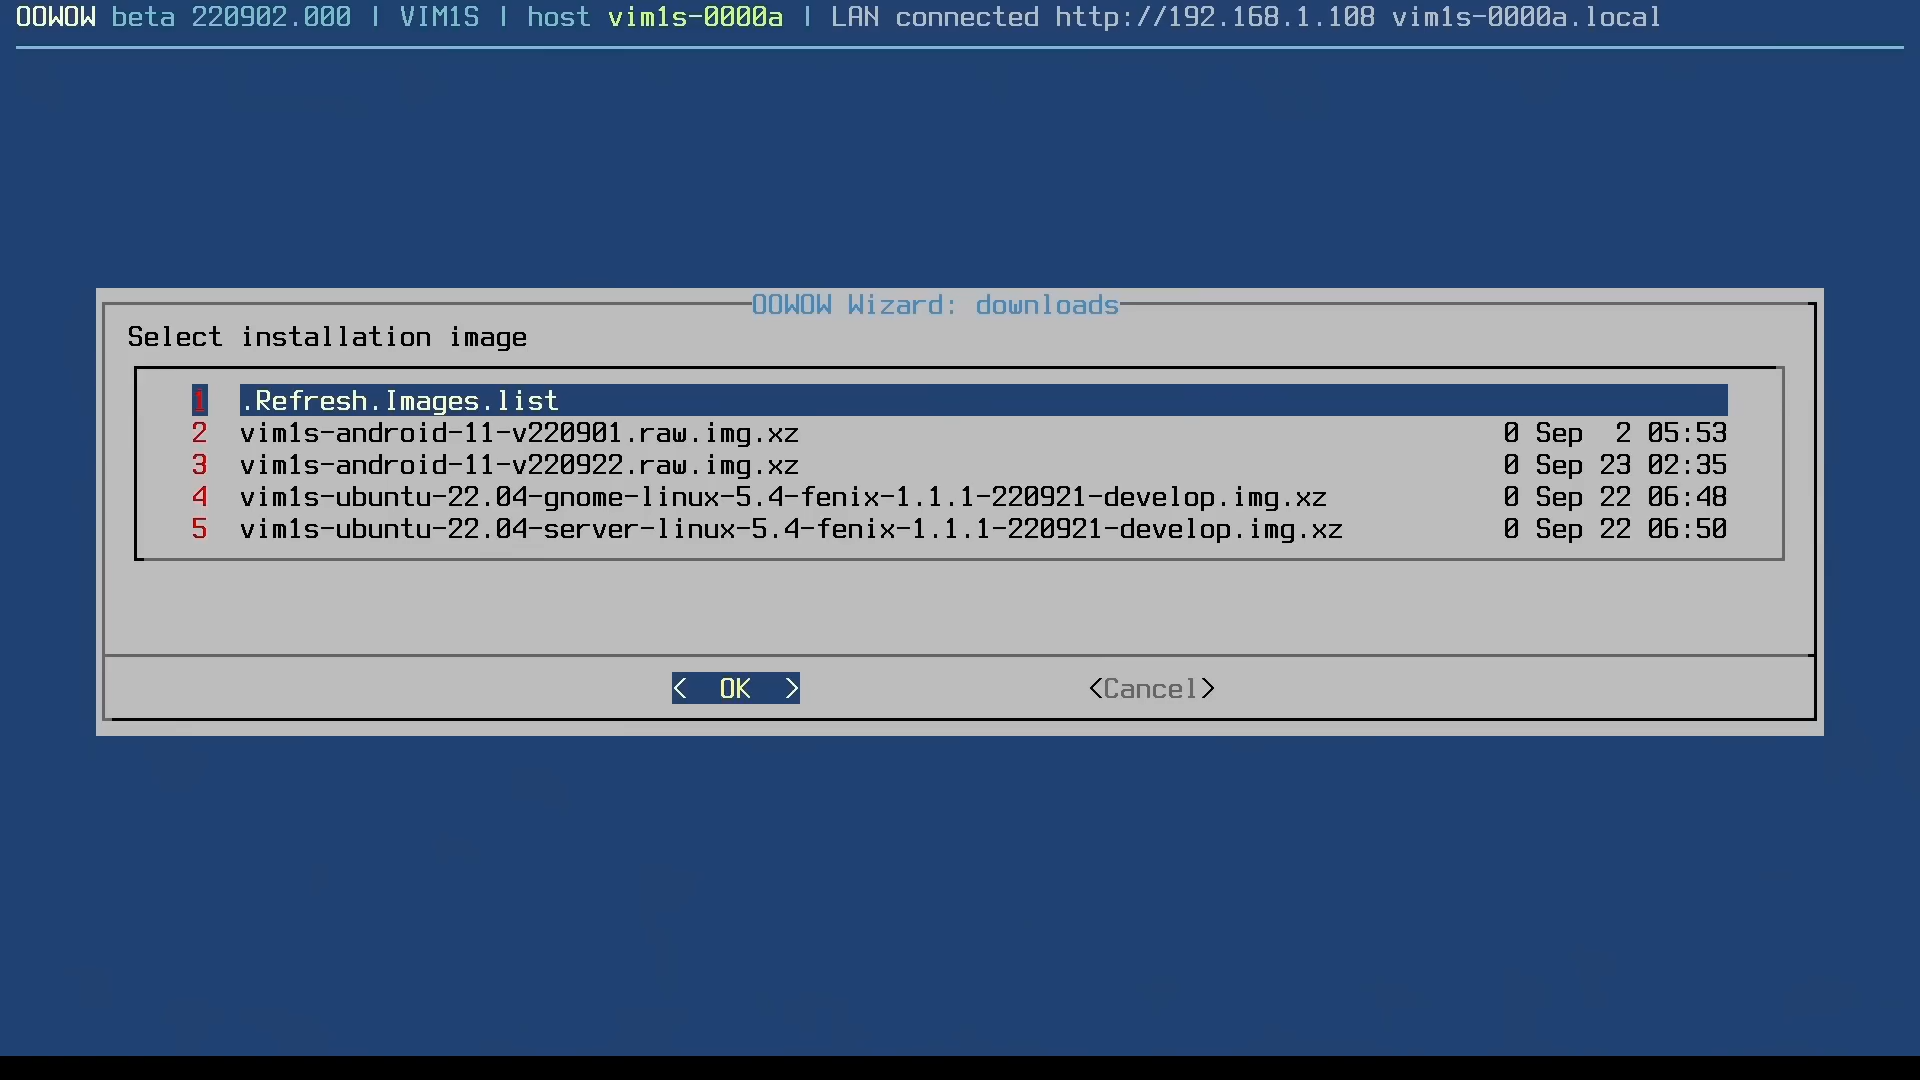 OOWOW beta 220902.000 | VIM1S | host vim1s-0000a | LAN connected http://192.168.1.108 vim1s-0000a.local
OOWOW Wizard: downloads
Select installation image
1 .Refresh.Images.list
2 vim1s-android-11-v220901.raw.img.xz 0 Sep 2 05:53
3 vim1s-android-11-v220922.raw.img.xz 0 Sep 23 02:35
4 vim1s-ubuntu-22.04-gnome-linux-5.4-fenix-1.1.1-220921-develop.img.xz 0 Sep 22 06:48
5 vim1s-ubuntu-22.04-server-linux-5.4-fenix-1.1.1-220921-develop.img.xz 0 Sep 22 06:50
< OK > <Cancel>